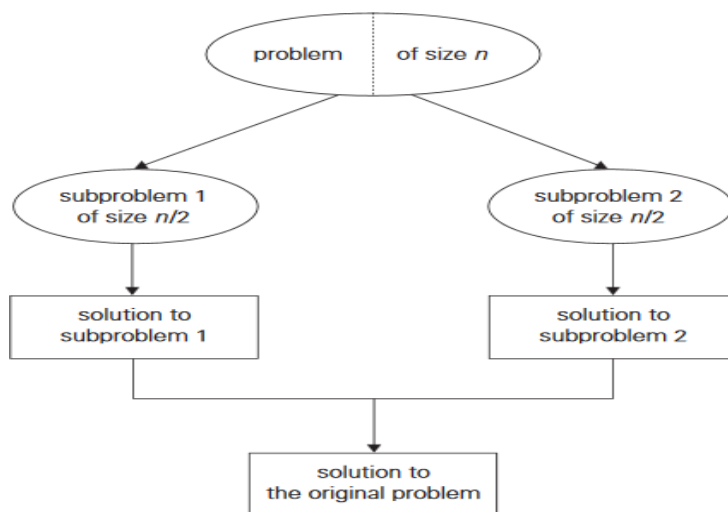 problem of size n
subproblem 1
of size n/2
subproblem 2
of size n/2
solution to
subproblem 1
solution to
subproblem 2
solution to
the original problem